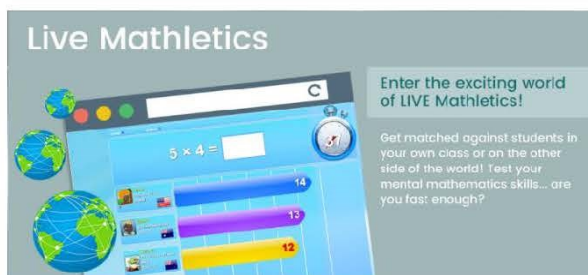 Live Mathletics
Enter the exciting world
of LIVE Mathletics!
Get matched against students in
your own class or on the other
side of the world! Test your
mental mathematics skills... are
you fast enough?
5 × 4 =
31
14
13
12